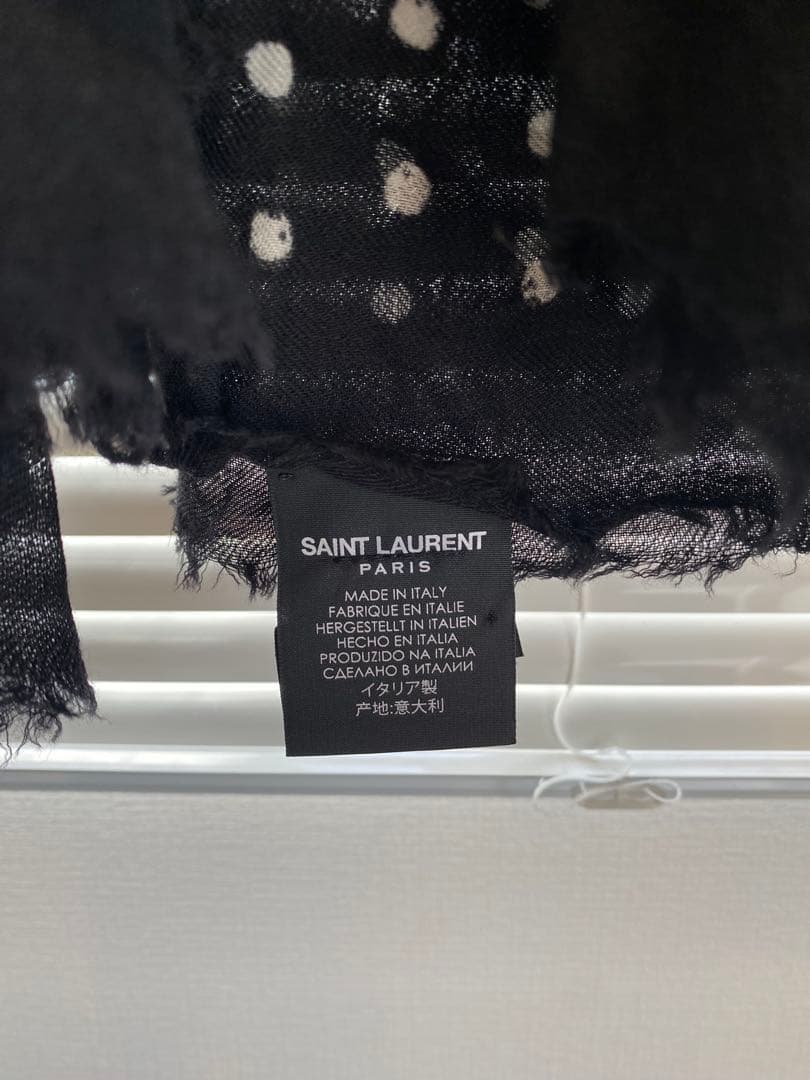 SAINT LAURENT
PARIS
MADE IN ITALY
FABRIQUE EN ITALIE
HERGESTELLT IN ITALIEN
HECHO EN ITALIA
PRODUZIDO NA ITALIA
СДЕЛАНО В ИТАЛИИ
イタリア製
产地:意大利